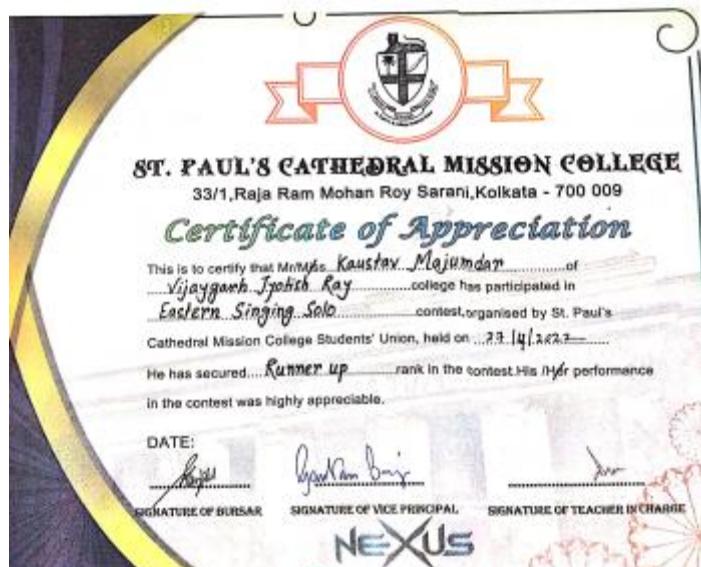 ST. PAUL'S CATHEDRAL MISSION COLLEGE
33/1,Raja Ram Mohan Roy Sarani,Kolkata - 700 009
Certificate of Appreciation
This is to certify that Mr/Miss Kaustav Majumdar of
Vijaygarh Jyotish Ray college has participated in
Eastern Singing Solo contest,organised by St. Paul's
Cathedral Mission College Students' Union, held on 27/4/2022
He has secured Runner up rank in the contest.His /Her performance
in the contest was highly appreciable.
DATE:
SIGNATURE OF BURSAR SIGNATURE OF VICE PRINCIPAL SIGNATURE OF TEACHER IN CHARGE
NEXUS